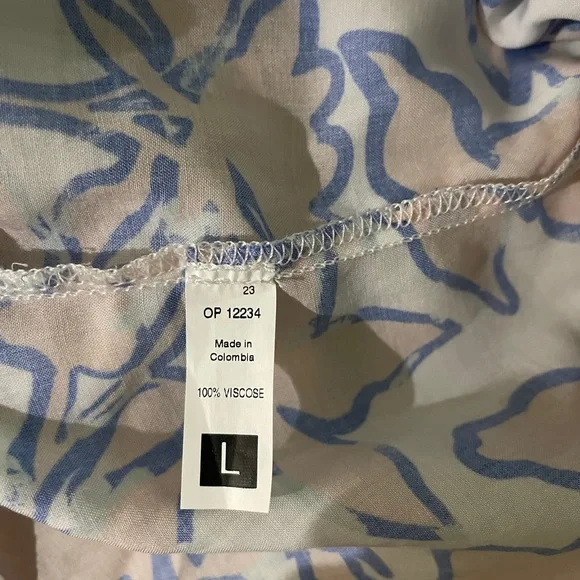 23
OP 12234
Made in
Colombia
100% VISCOSE
L